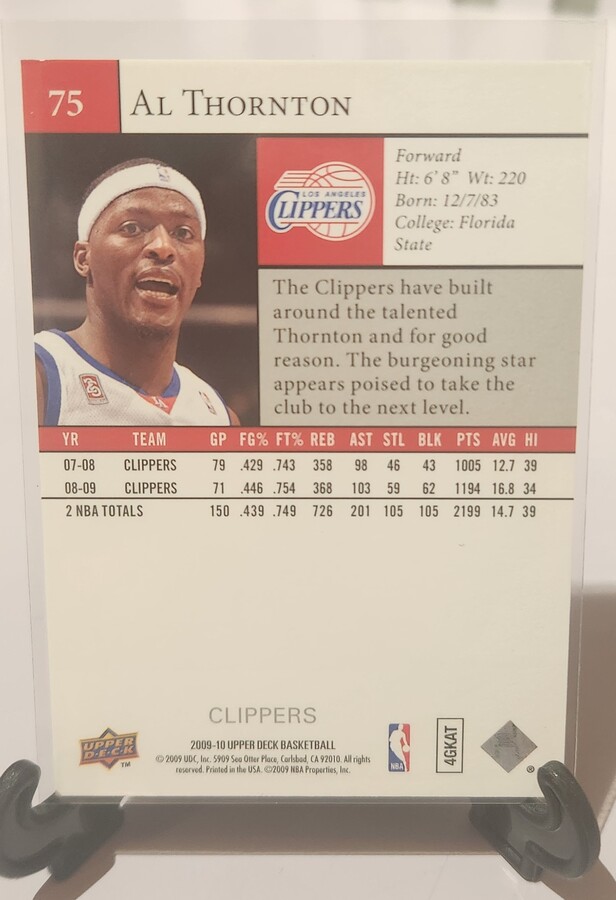 75
AL THORNTON
LOS ANGELES
CLIPPERS
Forward
Ht: 6' 8" Wt: 220
Born: 12/7/83
College: Florida
State
The Clippers have built
around the talented
Thornton and for good
reason. The burgeoning star
appears poised to take the
club to the next level.
YR TEAM GP FG% FT% REB AST STL BLK PTS AVG HI
07-08 CLIPPERS 79 .429 .743 358 98 46 43 1005 12.7 39
08-09 CLIPPERS 71 .446 .754 368 103 59 62 1194 16.8 34
2 NBA TOTALS 150 .439 .749 726 201 105 105 2199 14.7 39
CLIPPERS
UPPER
DECK
TM
2009-10 UPPER DECK BASKETBALL
© 2009 UDC, Inc. 5909 Sea Otter Place, Carlsbad, CA 92010. All rights
reserved. Printed in the USA. ©2009 NBA Properties, Inc.
NBA
4GKAT
®